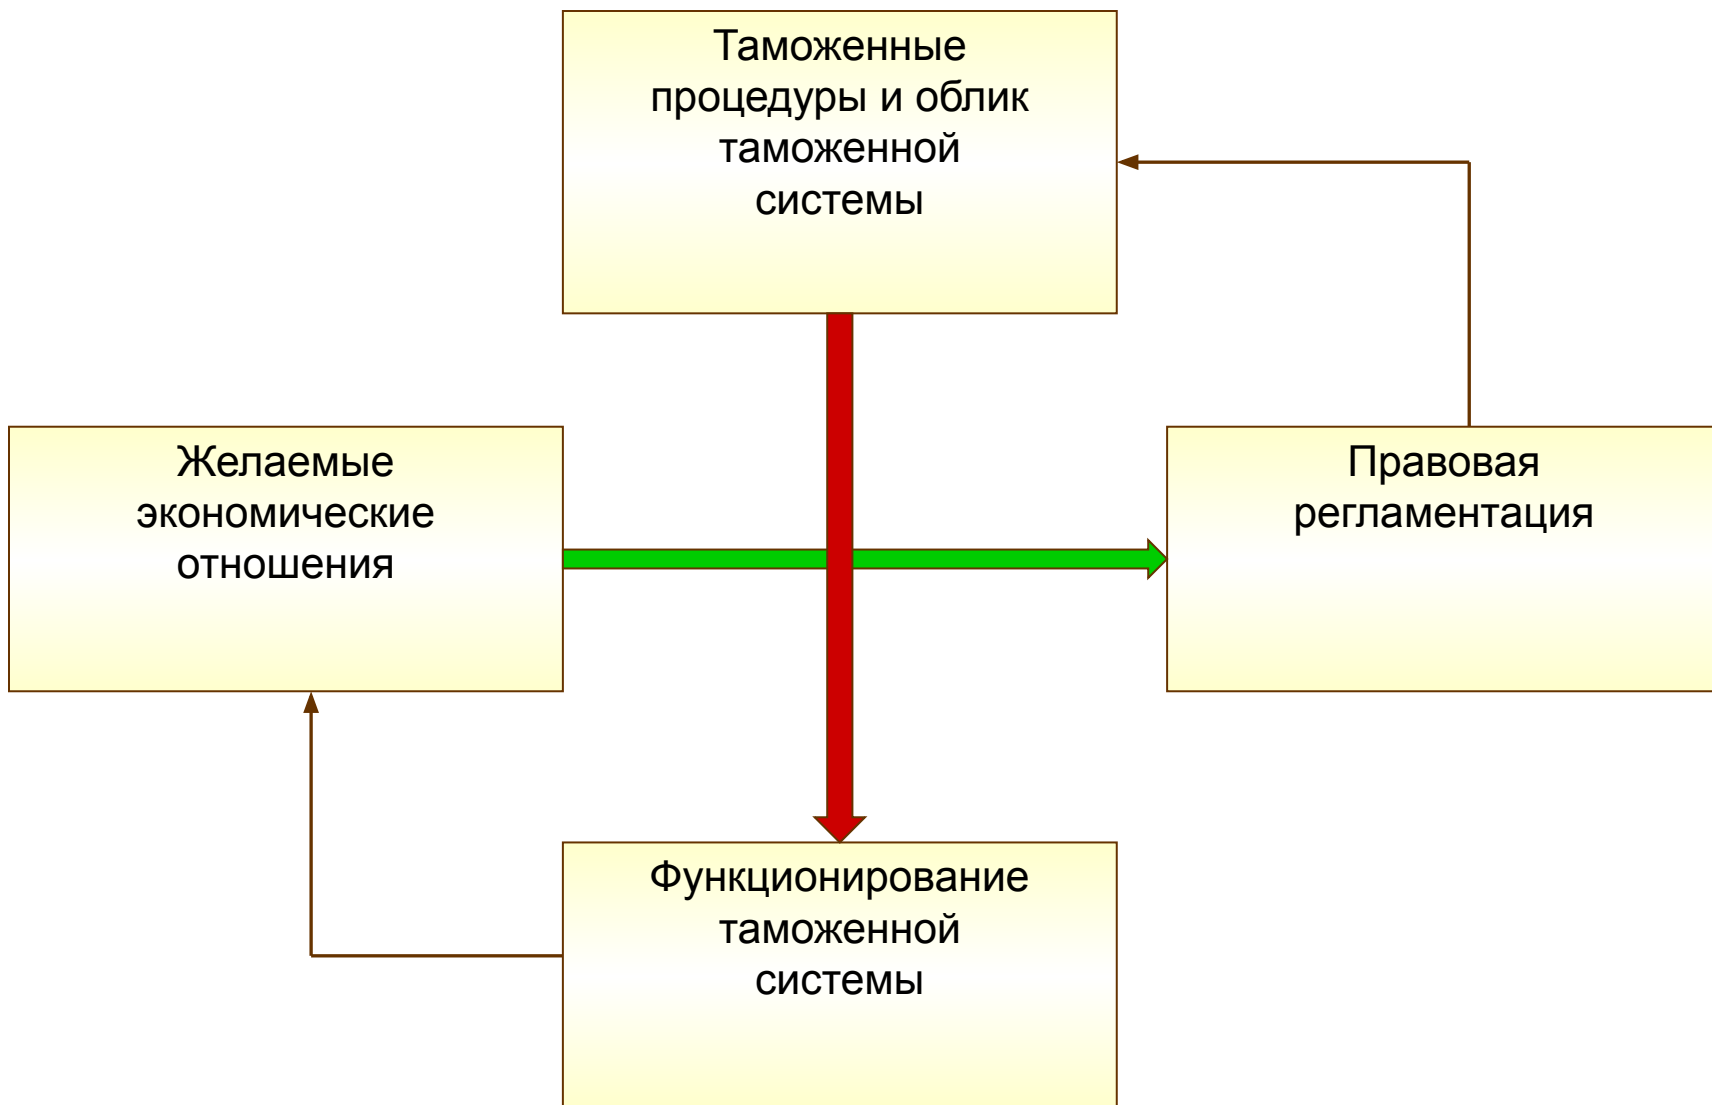 Таможенные
процедуры и облик
таможенной
системы
Желаемые
экономические
отношения
Правовая
регламентация
Функционирование
таможенной
системы